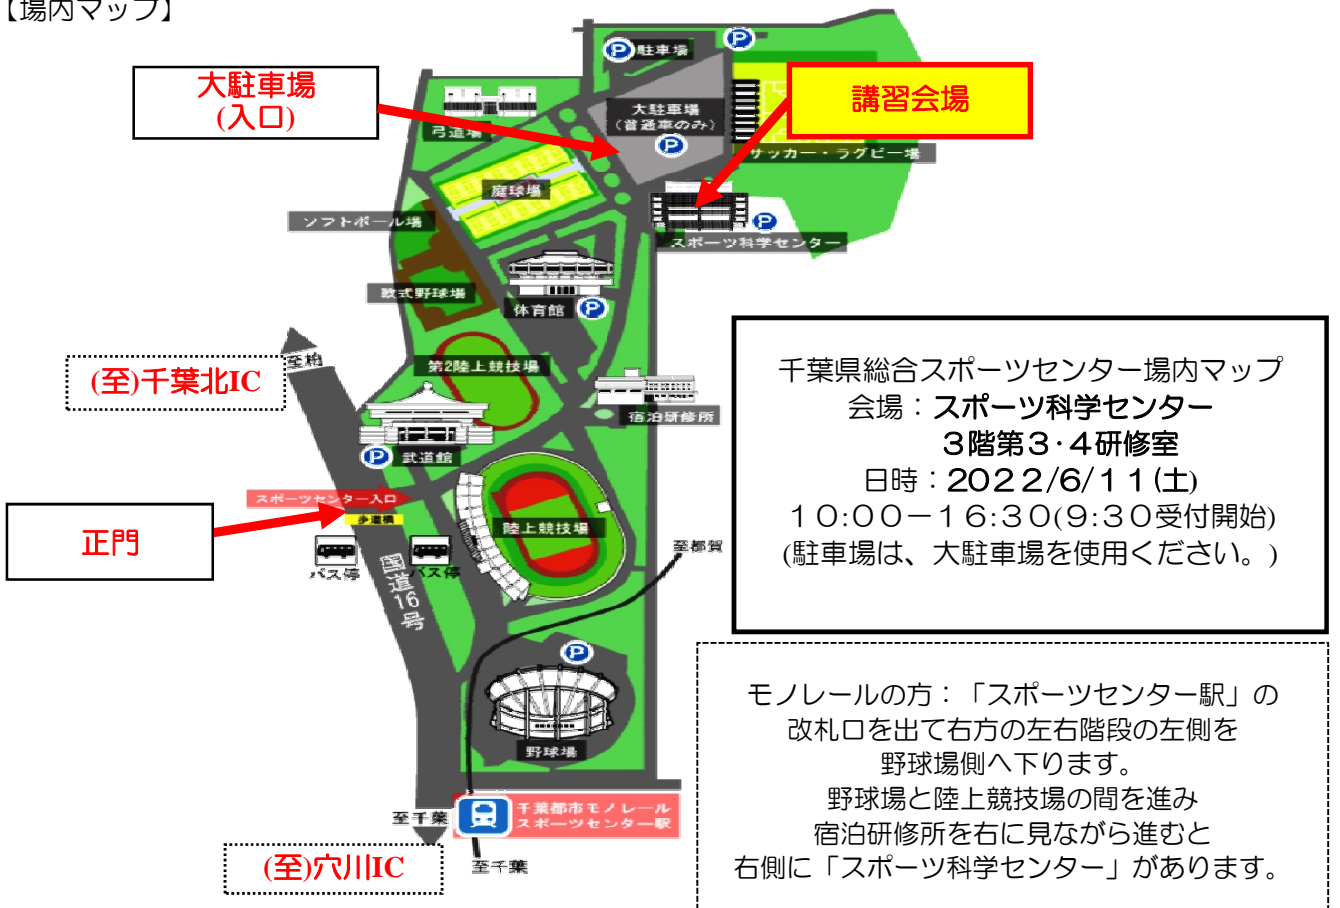 【場内マップ】
大駐車場
(入口)
駐車場
大駐車場
(普通車のみ)
講習会場
弓道場
サッカー・ラグビー場
庭球場
ソフトボール場
スポーツ科学センター
軟式野球場
体育館
至柏
(至)千葉北IC
第2陸上競技場
宿泊研修所
武道館
スポーツセンター入口
歩道橋
正門
バス停
バス停
国道16号
陸上競技場
至都賀
野球場
至千葉
千葉都市モノレール
スポーツセンター駅
(至)穴川IC
至千葉
千葉県総合スポーツセンター場内マップ
会場：スポーツ科学センター
３階第３・４研修室
日時：２０２２/６/１１(土)
１０:００－１６:３０(９:３０受付開始)
(駐車場は、大駐車場を使用ください。)
モノレールの方：「スポーツセンター駅」の
改札口を出て右方の左右階段の左側を
野球場側へ下ります。
野球場と陸上競技場の間を進み
宿泊研修所を右に見ながら進むと
右側に「スポーツ科学センター」があります。